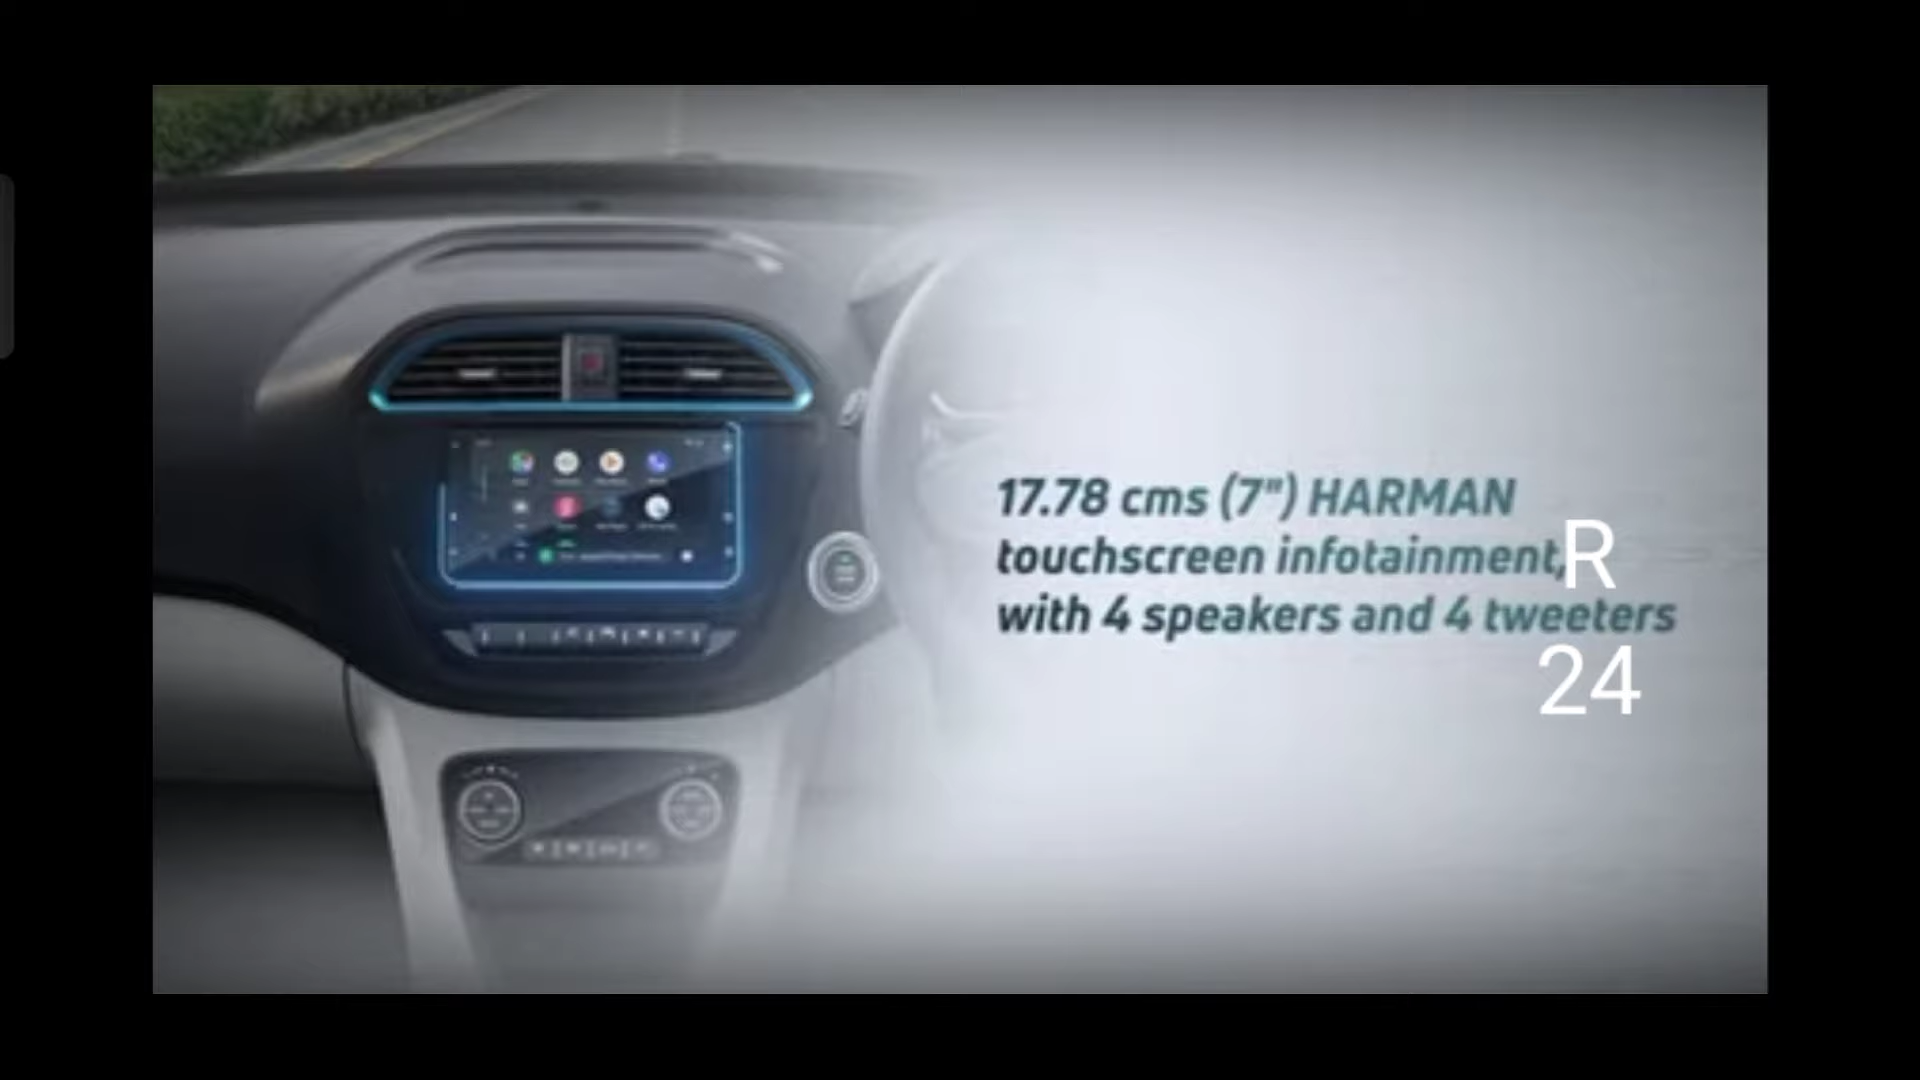 17.78 cms (7") HARMAN
touchscreen infotainment,
with 4 speakers and 4 tweeters
R
24